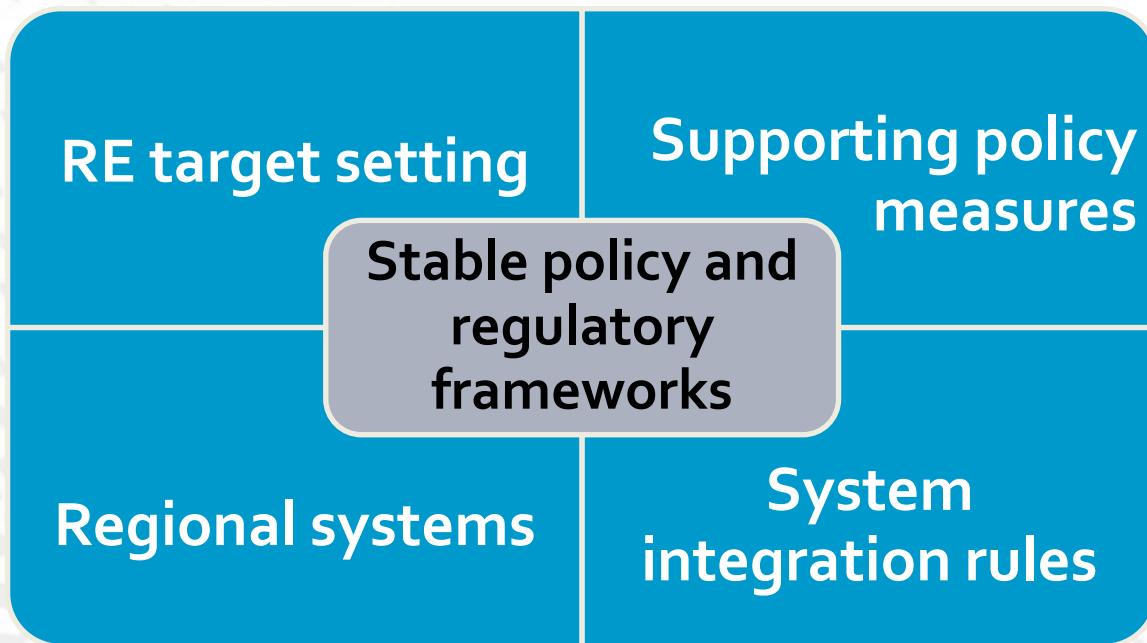 RE target setting
Supporting policy
measures
Stable policy and
regulatory
frameworks
Regional systems
System
integration rules